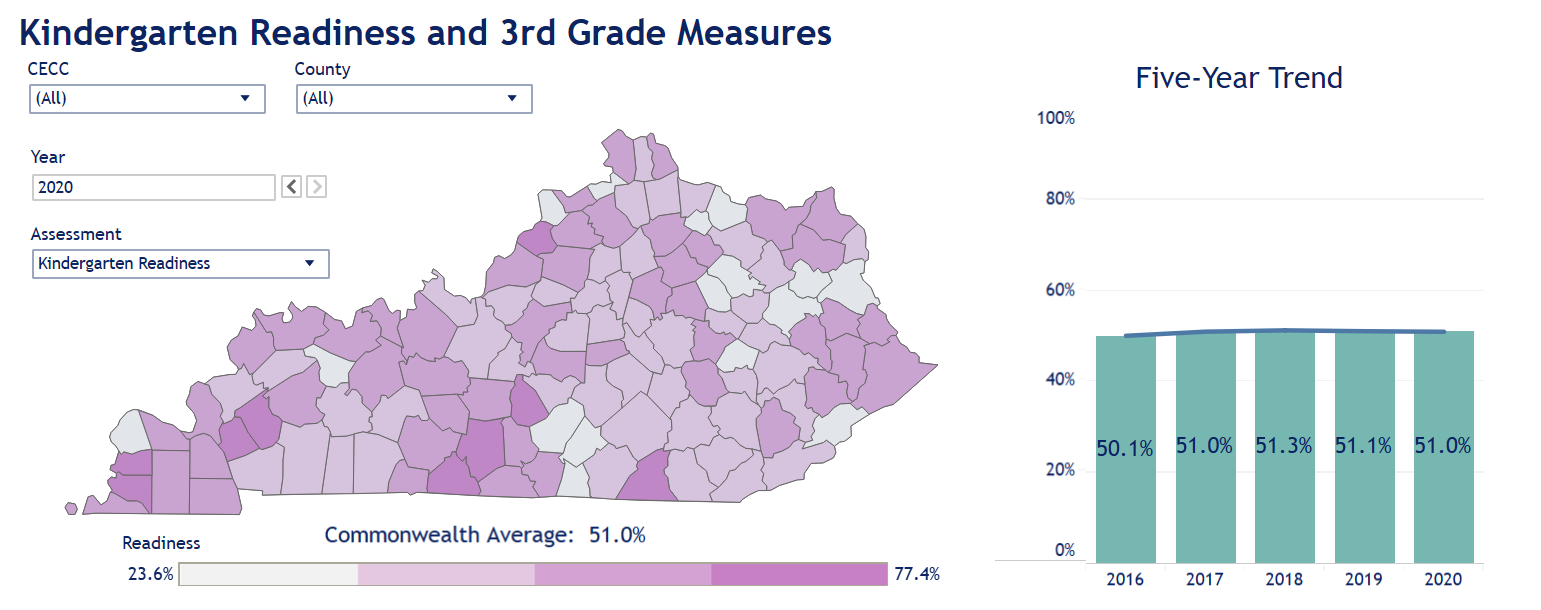 Kindergarten Readiness and 3rd Grade Measures
CECC
(All)
County
(All)
Year
2020
Assessment
Kindergarten Readiness
Commonwealth Average: 51.0%
Readiness
23.6%
77.4%
Five-Year Trend
100%
80%
60%
40%
20%
0%
50.1%
51.0%
51.3%
51.1%
51.0%
2016
2017
2018
2019
2020